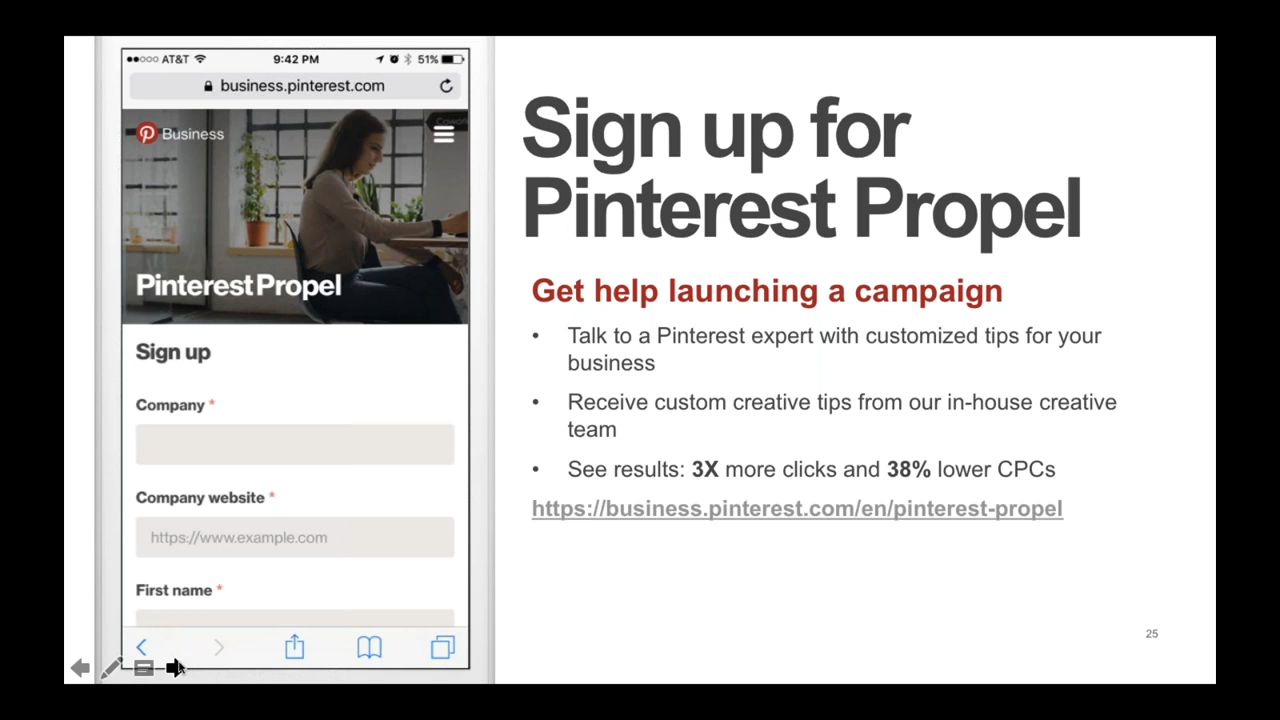 AT&T 9:42 PM 51%
business.pinterest.com
Business
Pinterest Propel
Sign up
Company *
Company website *
https://www.example.com
First name *
Sign up for
Pinterest Propel
Get help launching a campaign
• Talk to a Pinterest expert with customized tips for your
business
• Receive custom creative tips from our in-house creative
team
• See results: 3X more clicks and 38% lower CPCs
https://business.pinterest.com/en/pinterest-propel
25